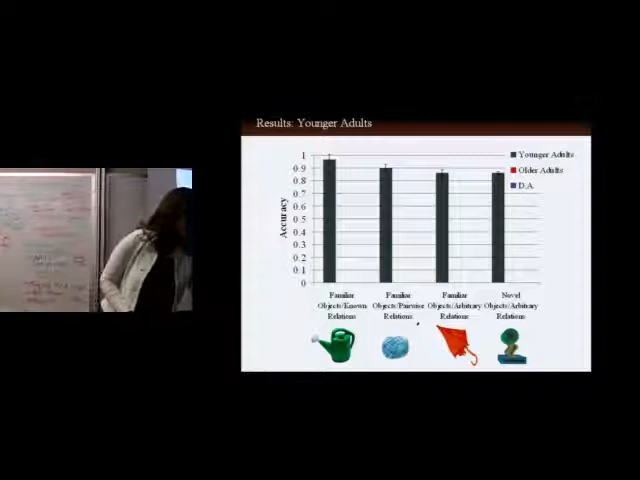 Results: Younger Adults
1
0.9
0.8
0.7
0.6
0.5
0.4
0.3
0.2
0.1
0
Accuracy
Younger Adults
Older Adults
D.A.
Familiar Objects/Known Relations
Familiar Objects/Pairwise Relations
Familiar Objects/Arbitrary Relations
Novel Objects/Arbitrary Relations